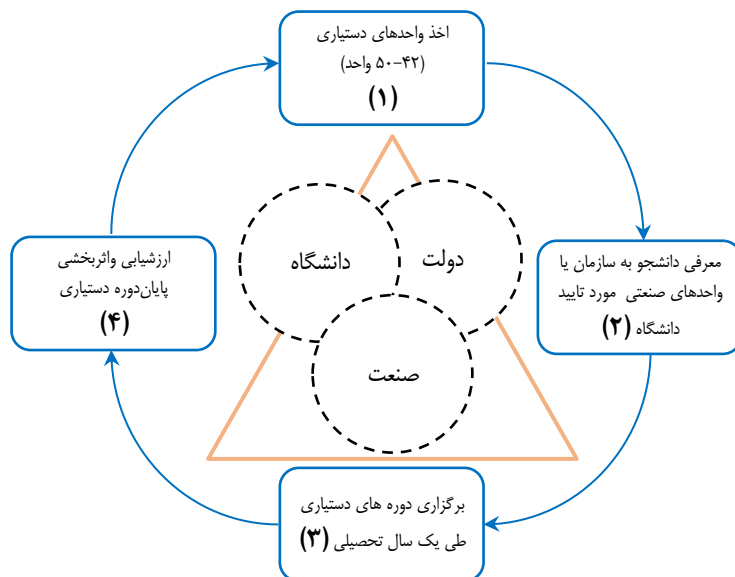 اخذ واحدهای دستیاری
(۴۲-۵۰ واحد)
(۱)
معرفی دانشجو به سازمان یا
واحدهای صنعتی مورد تایید
دانشگاه (۲)
برگزاری دوره های دستیاری
طی یک سال تحصیلی (۳)
ارزشیابی واثربخشی
پایان‌دوره دستیاری
(۴)
دولت
دانشگاه
صنعت